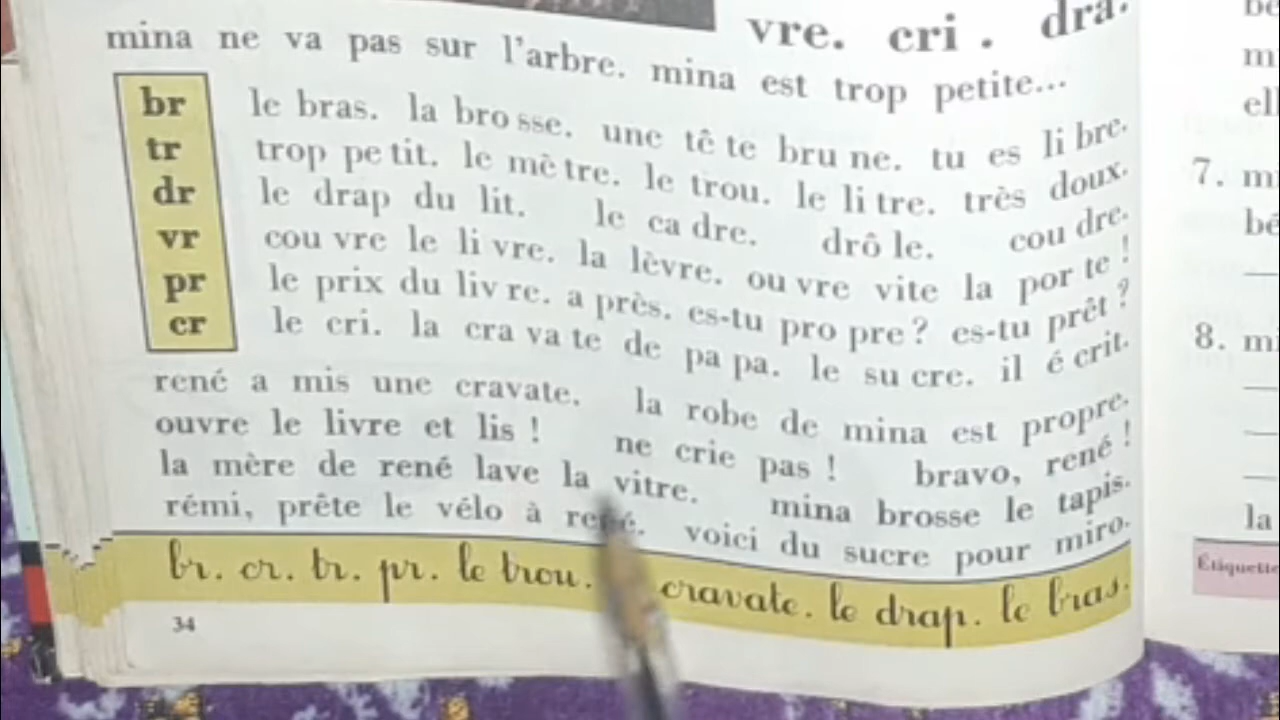 vre. cri. dra.
mina ne va pas sur l'arbre. mina est trop petite...
br le bras. la bro sse. une tê te bru ne. tu es li bre.
tr trop pe tit. le mè tre. le trou. le li tre. très doux.
dr le drap du lit. le ca dre. drô le. cou dre.
vr cou vre le li vre. la lèvre. ou vre vite la por te !
pr le prix du liv re. a près. es-tu pro pre ? es-tu prêt ?
cr le cri. la cra va te de pa pa. le su cre. il é crit.
rené a mis une cravate. la robe de mina est propre.
ouvre le livre et lis ! ne crie pas ! bravo, rené !
la mère de rené lave la vitre. mina brosse le tapis.
rémi, prête le vélo à rené. voici du sucre pour miro.
br. cr. tr. pr. le trou. cravate. le drap. le bras.
34
7. m
bé
8. m
la
Étiquette